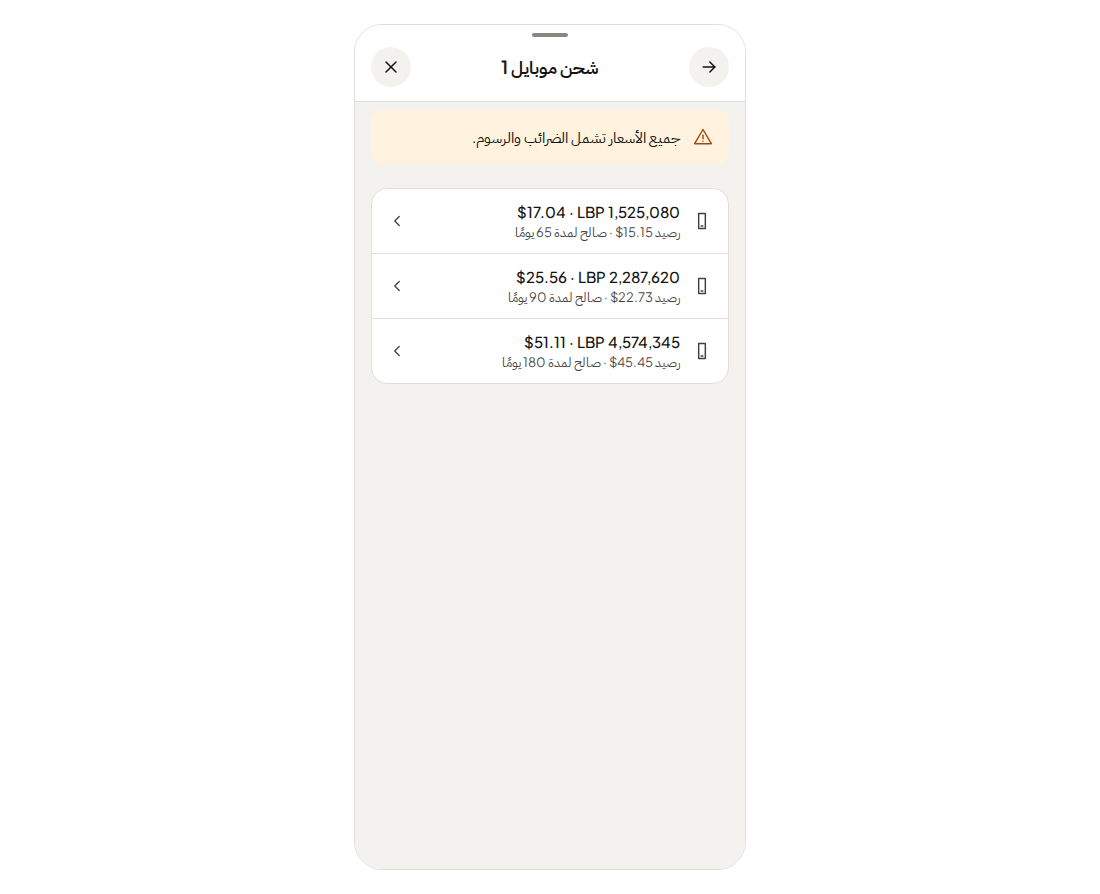 شحن موبايل 1
جميع الأسعار تشمل الضرائب والرسوم.
$17.04 · LBP 1,525,080
رصيد $15.15 · صالح لمدة 65 يومًا
$25.56 · LBP 2,287,620
رصيد $22.73 · صالح لمدة 90 يومًا
$51.11 · LBP 4,574,345
رصيد $45.45 · صالح لمدة 180 يومًا